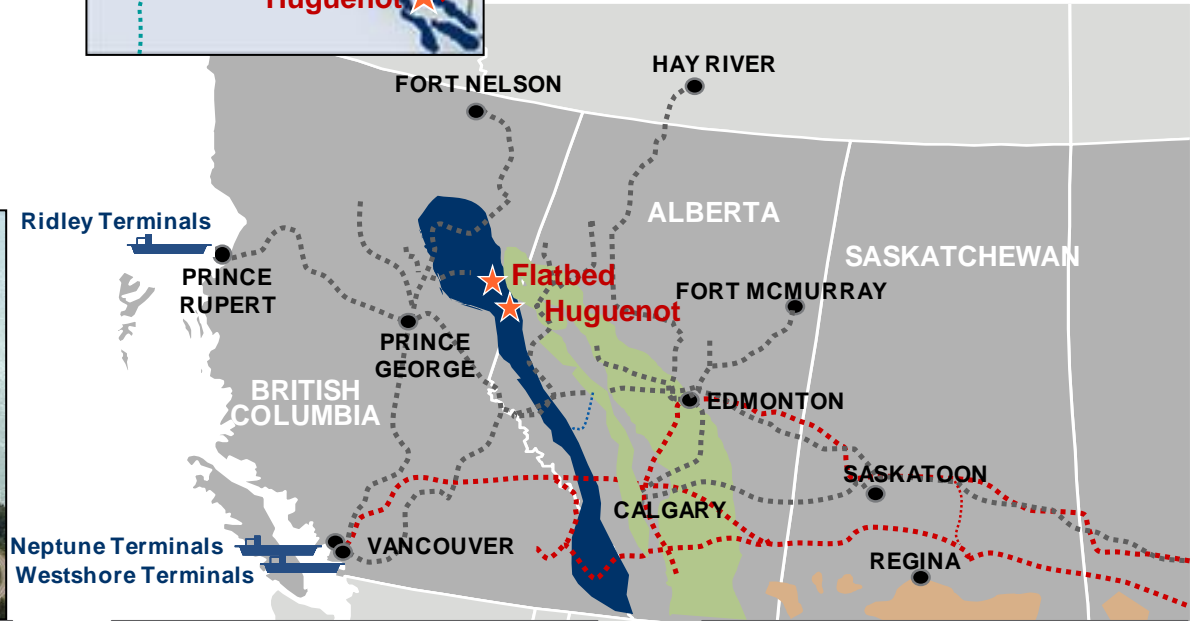 Huguenot
HAY RIVER
FORT NELSON
Ridley Terminals
ALBERTA
SASKATCHEWAN
PRINCE
RUPERT
Flatbed
Huguenot
FORT MCMURRAY
PRINCE
GEORGE
BRITISH
COLUMBIA
EDMONTON
SASKATOON
CALGARY
Neptune Terminals
Westshore Terminals
VANCOUVER
REGINA